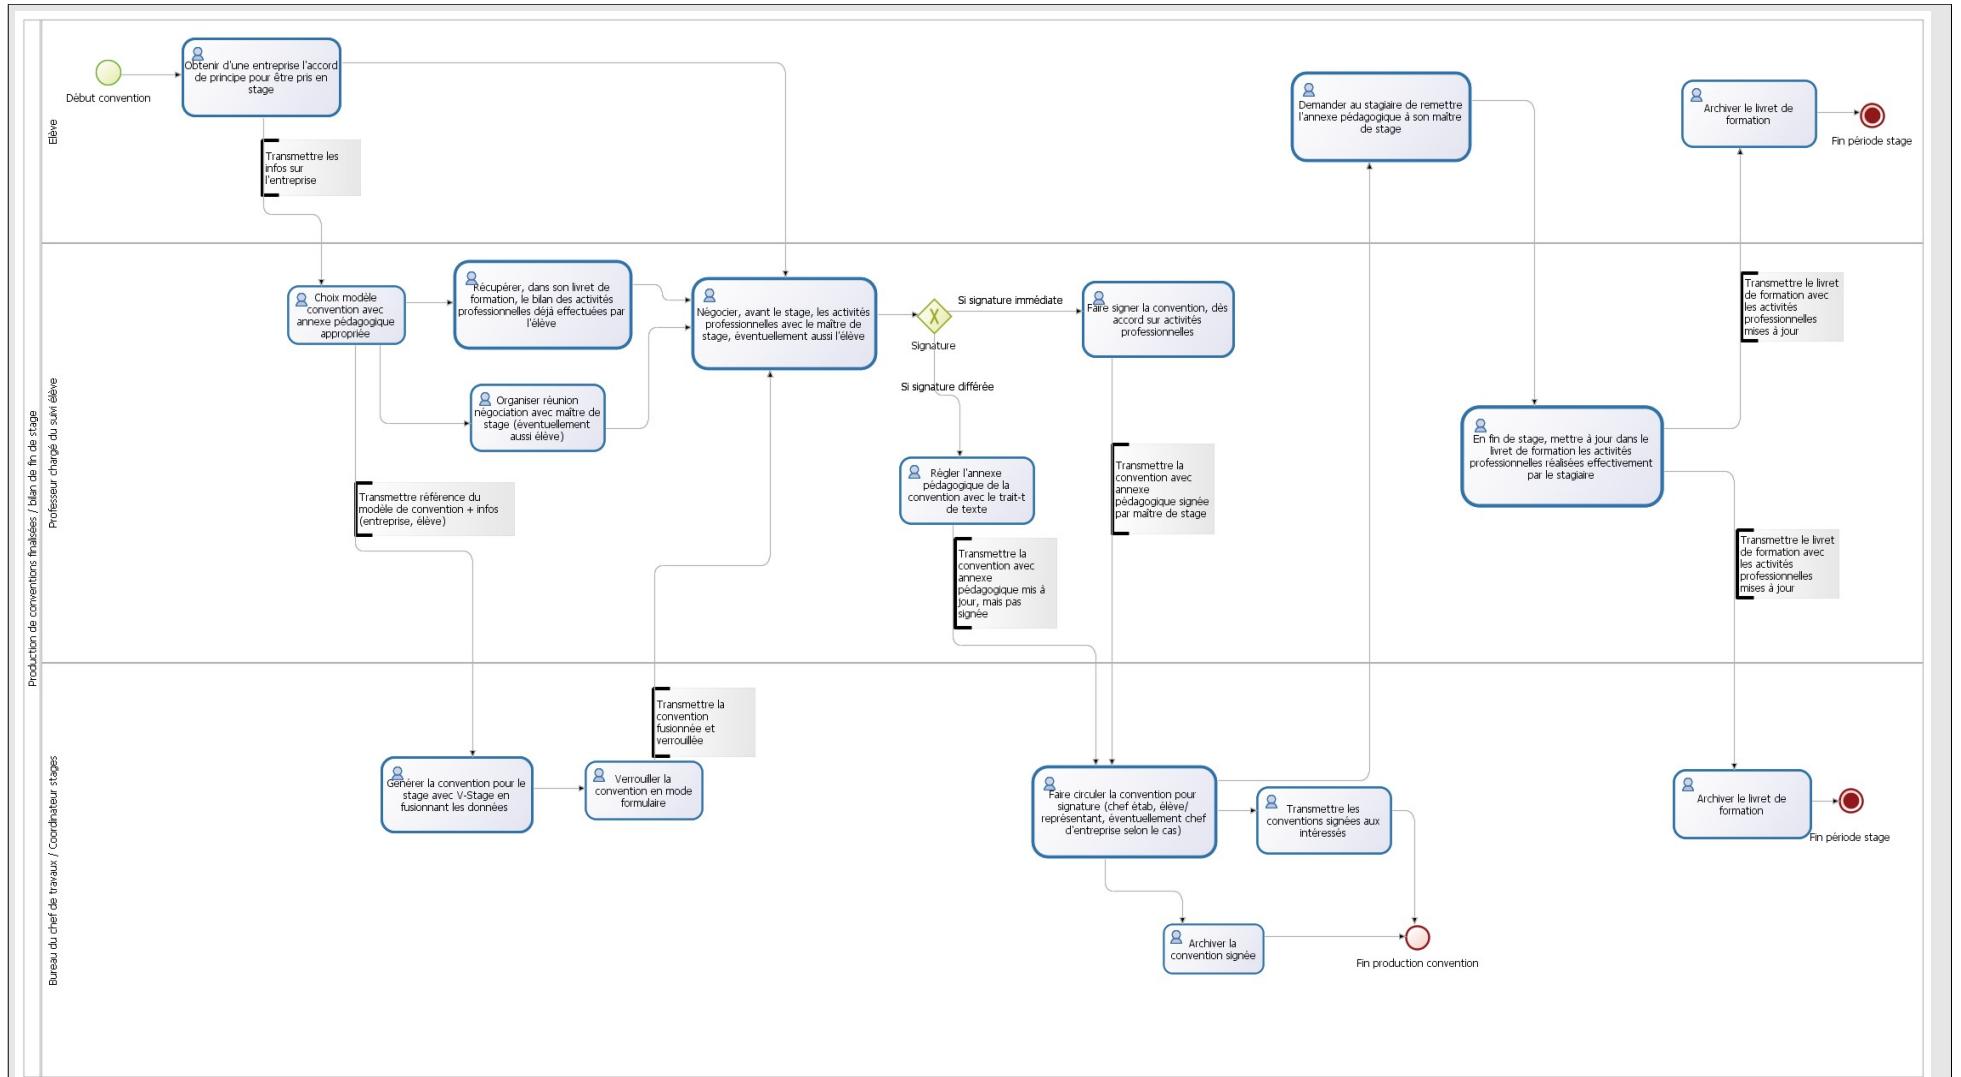 Production de conventions finalisées / bilan de fin de stage
Elève
Début convention
Obtenir d'une entreprise l'accord
de principe pour être pris en
stage
Transmettre les
infos sur
l'entreprise
Demander au stagiaire de remettre
l'annexe pédagogique à son maître
de stage
Archiver le livret de
formation
Fin période stage
Professeur chargé du suivi élève
Choix modèle
convention avec
annexe pédagogique
appropriée
Récupérer, dans son livret de
formation, le bilan des activités
professionnelles déjà effectuées par
l'élève
Organiser réunion
négociation avec maître de
stage (éventuellement
aussi élève)
Négocier, avant le stage, les activités
professionnelles avec le maître de
stage, éventuellement aussi l'élève
Signature
Si signature immédiate
Si signature différée
Faire signer la convention, dès
accord sur activités
professionnelles
Régler l'annexe
pédagogique de la
convention avec le trait-t
de texte
Transmettre référence du
modèle de convention + infos
(entreprise, élève)
Transmettre la
convention avec
annexe
pédagogique mis à
jour, mais pas
signée
Transmettre la
convention avec
annexe
pédagogique signée
par maître de stage
En fin de stage, mettre à jour dans le
livret de formation les activités
professionnelles réalisées effectivement
par le stagiaire
Transmettre le livret
de formation avec
les activités
professionnelles
mises à jour
Transmettre le livret
de formation avec
les activités
professionnelles
mises à jour
Bureau du chef de travaux / Coordinateur stages
Générer la convention pour le
stage avec V-Stage en
fusionnant les données
Verrouiller la
convention en mode
formulaire
Transmettre la
convention
fusionnée et
verrouillée
Faire circuler la convention pour
signature (chef étab, élève/
représentant, éventuellement chef
d'entreprise selon le cas)
Transmettre les
conventions signées aux
intéressés
Archiver la
convention signée
Fin production convention
Archiver le livret de
formation
Fin période stage